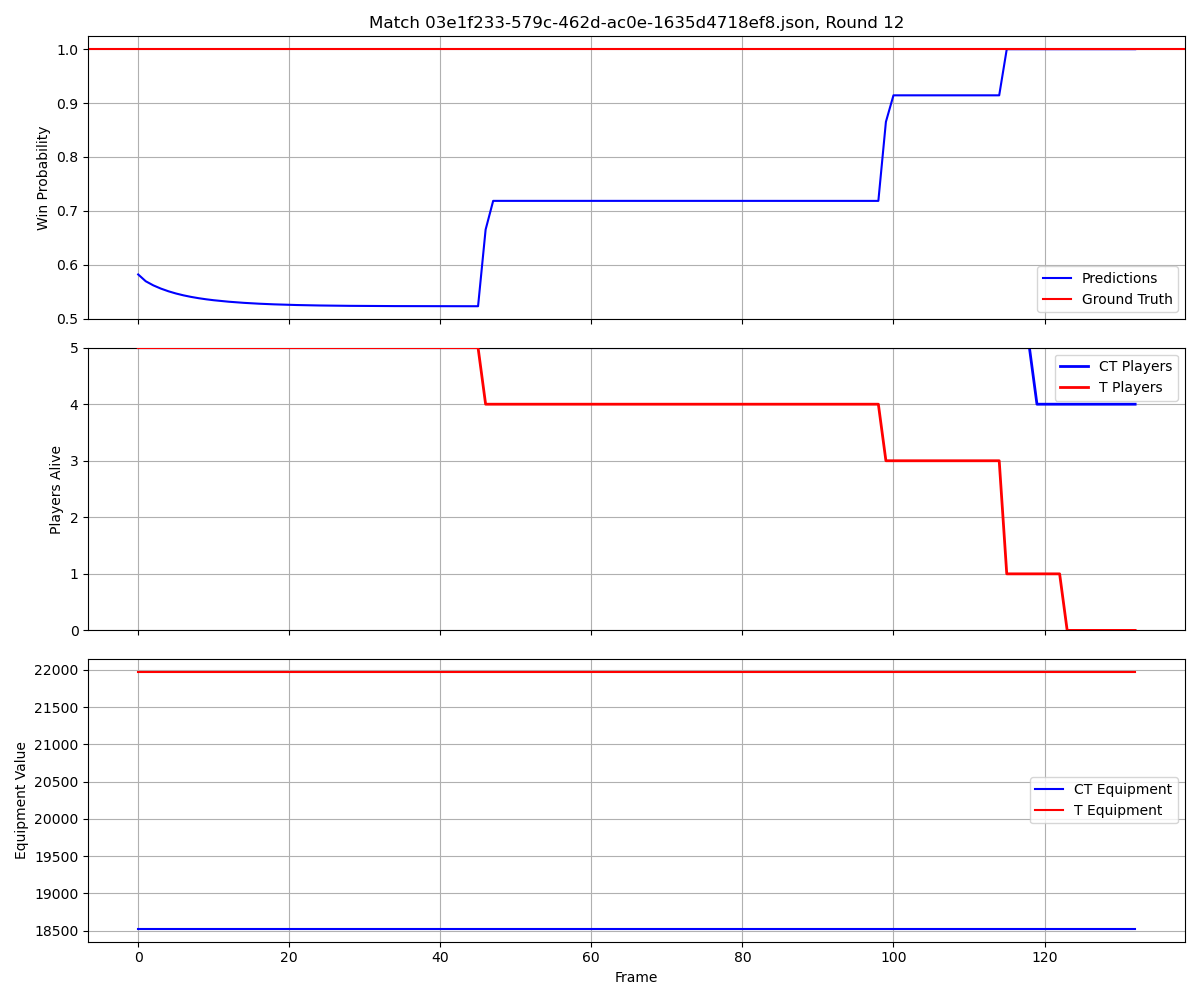 Match 03e1f233-579c-462d-ac0e-1635d4718ef8.json, Round 12
Win Probability
1.0
0.9
0.8
0.7
0.6
0.5
Predictions
Ground Truth
Players Alive
5
4
3
2
1
0
CT Players
T Players
Equipment Value
22000
21500
21000
20500
20000
19500
19000
18500
CT Equipment
T Equipment
0 20 40 60 80 100 120
Frame